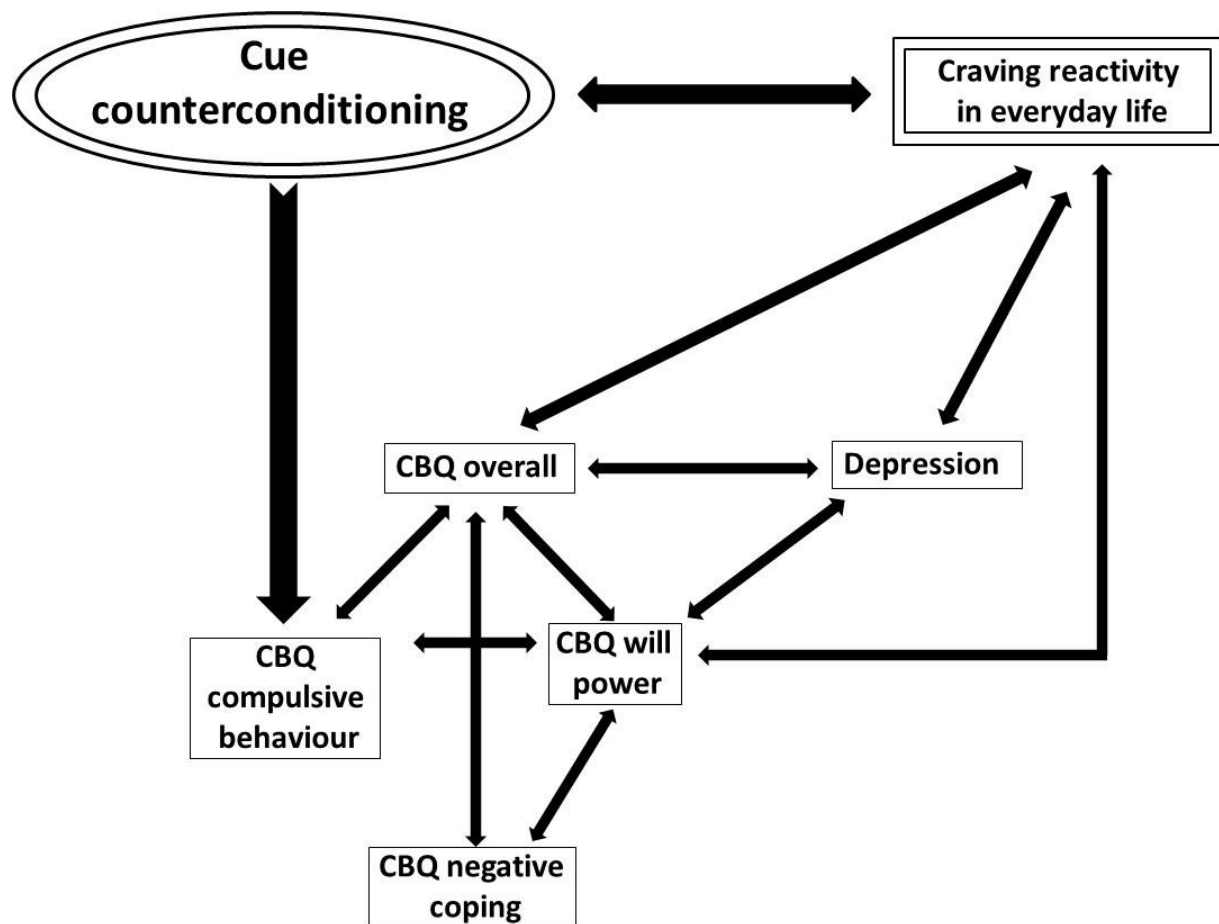 Cue
counterconditioning
Craving reactivity
in everyday life
CBQ overall
Depression
CBQ
compulsive
behaviour
CBQ will
power
CBQ negative
coping